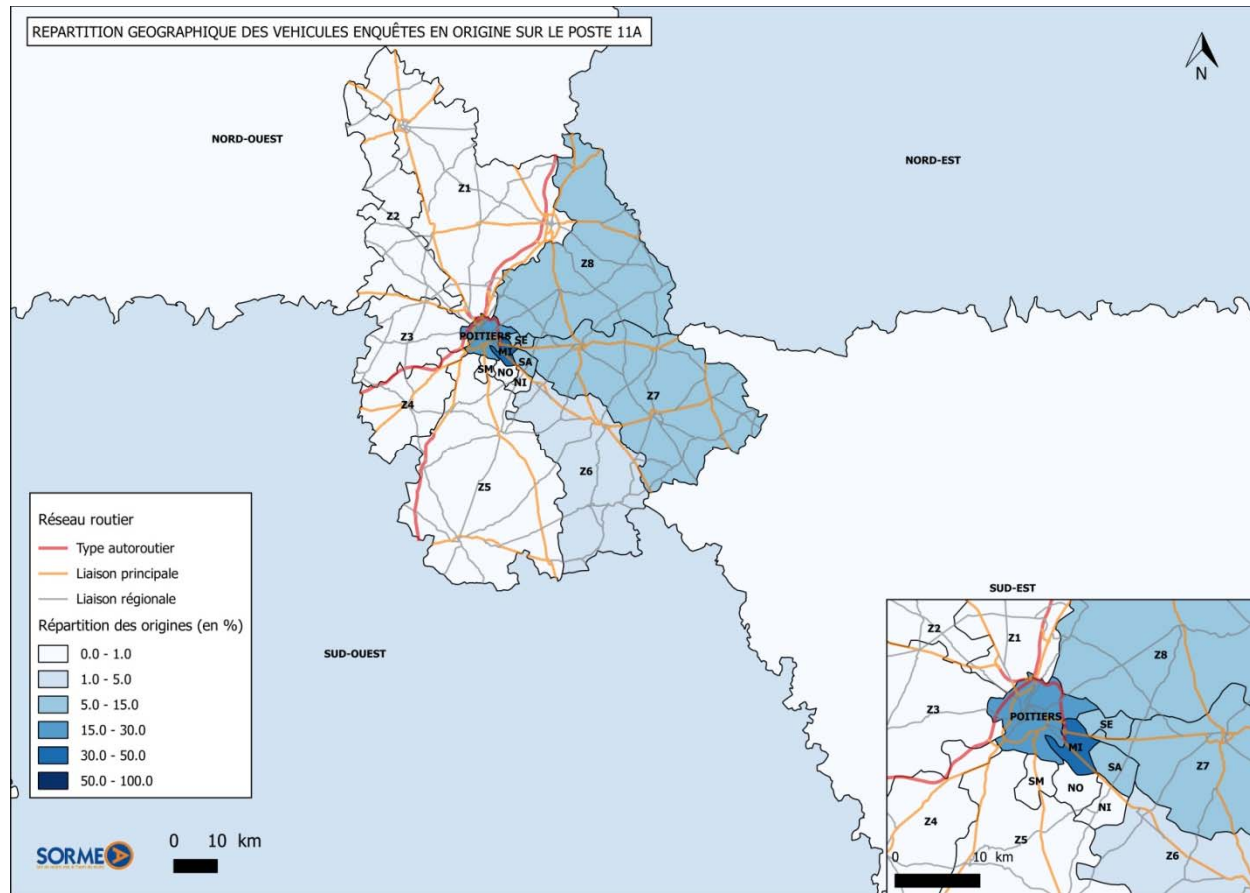 REPARTITION GEOGRAPHIQUE DES VEHICULES ENQUÊTES EN ORIGINE SUR LE POSTE 11A
N
NORD-OUEST
NORD-EST
Z1
Z2
Z8
Z3
POITIERS
SE
MI
SA
SM
NO
NI
Z4
Z7
Z6
Z5
SUD-OUEST
SUD-EST
Réseau routier
Type autoroutier
Liaison principale
Liaison régionale
Répartition des origines (en %)
0.0 - 1.0
1.0 - 5.0
5.0 - 15.0
15.0 - 30.0
30.0 - 50.0
50.0 - 100.0
SORMEA
0 10 km
Z2
Z1
Z8
Z3
POITIERS
SE
MI
SA
Z7
SM
NO
NI
Z4
Z5
Z6
0 10 km